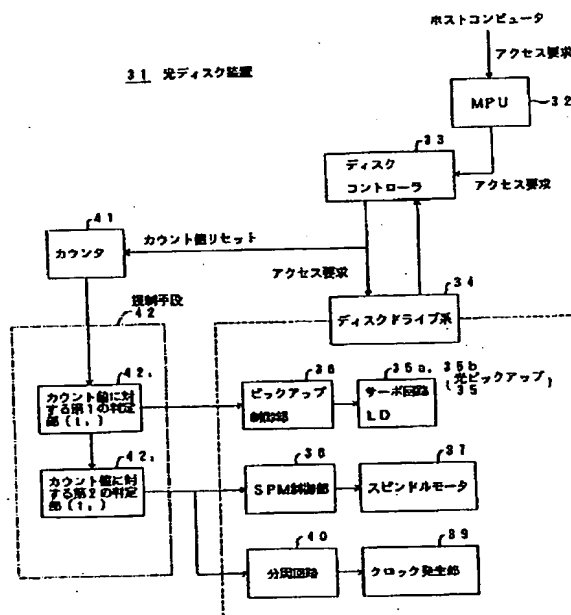 ホストコンピュータ
アクセス要求
31 光ディスク装置
MPU
32
33
ディスク
コントローラ
アクセス要求
41
カウンタ
カウント値リセット
アクセス要求
34
ディスクドライブ系
規制手段
42
42₁
カウント値に対
する第1の判定
部(t₁)
36
ピックアップ
制御部
35a, 35b
サーボ回路
LD
光ピックアップ
35
42₂
カウント値に対
する第2の判定
部
38
SPM制御部
37
スピンドルモータ
40
分周回路
39
クロック発生部